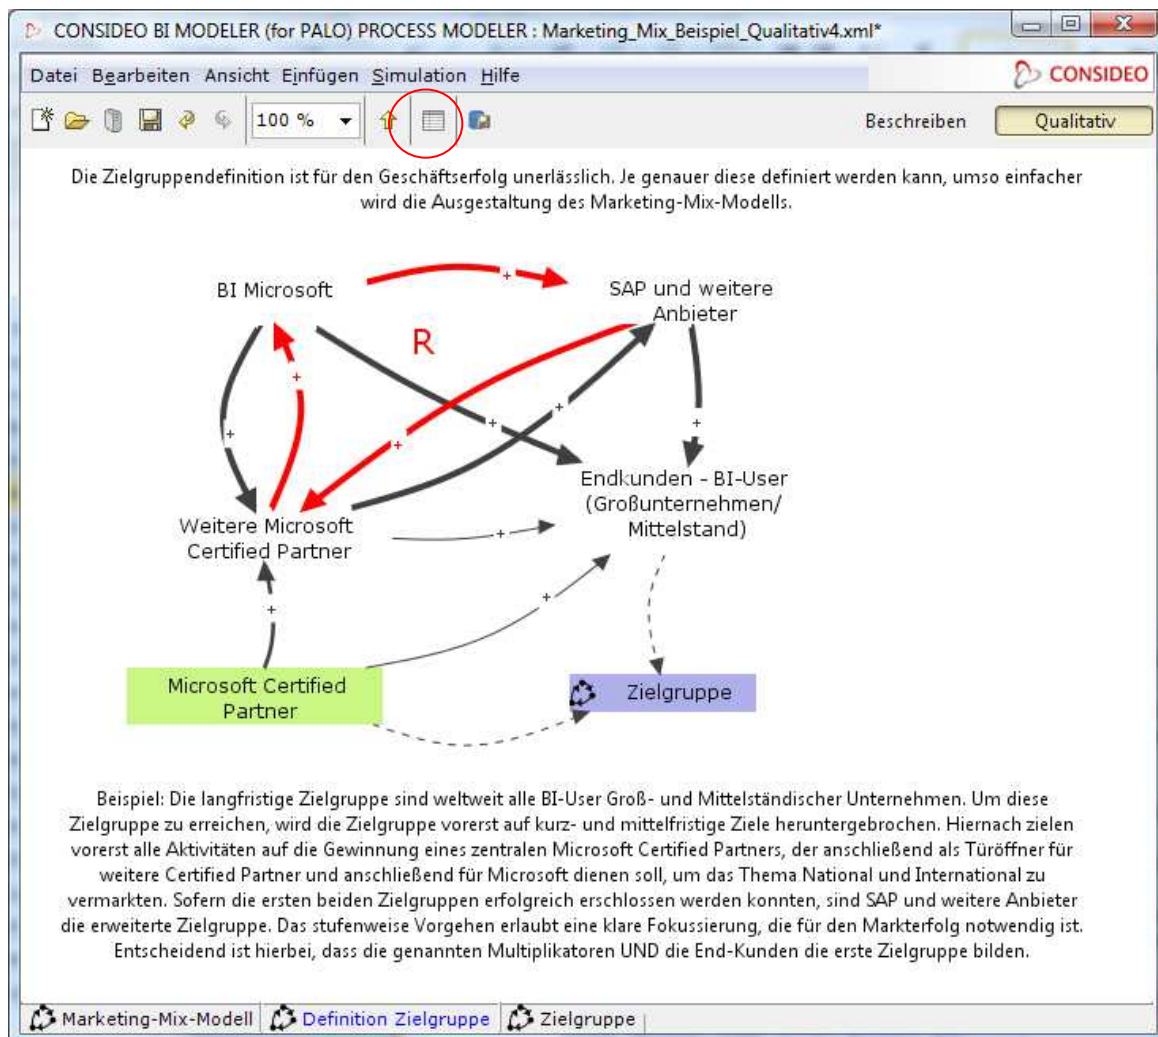 CONSIDEO BI MODELER (for PALO) PROCESS MODELER : Marketing_Mix_Beispiel_Qualitativ4.xml*
Datei Bearbeiten Ansicht Einfügen Simulation Hilfe
CONSIDEO
100 %
Beschreiben
Qualitativ
Die Zielgruppendefinition ist für den Geschäftserfolg unerlässlich. Je genauer diese definiert werden kann, umso einfacher
wird die Ausgestaltung des Marketing-Mix-Modells.
BI Microsoft
+
SAP und weitere
Anbieter
R
+
+
+
+
+
+
Endkunden - BI-User
(Großunternehmen/
Mittelstand)
Weitere Microsoft
Certified Partner
+
+
+
Microsoft Certified
Partner
Zielgruppe
Beispiel: Die langfristige Zielgruppe sind weltweit alle BI-User Groß- und Mittelständischer Unternehmen. Um diese
Zielgruppe zu erreichen, wird die Zielgruppe vorerst auf kurz- und mittelfristige Ziele heruntergebrochen. Hiernach zielen
vorerst alle Aktivitäten auf die Gewinnung eines zentralen Microsoft Certified Partners, der anschließend als Türöffner für
weitere Certified Partner und anschließend für Microsoft dienen soll, um das Thema National und International zu
vermarkten. Sofern die ersten beiden Zielgruppen erfolgreich erschlossen werden konnten, sind SAP und weitere Anbieter
die erweiterte Zielgruppe. Das stufenweise Vorgehen erlaubt eine klare Fokussierung, die für den Markterfolg notwendig ist.
Entscheidend ist hierbei, dass die genannten Multiplikatoren UND die End-Kunden die erste Zielgruppe bilden.
Marketing-Mix-Modell
Definition Zielgruppe
Zielgruppe